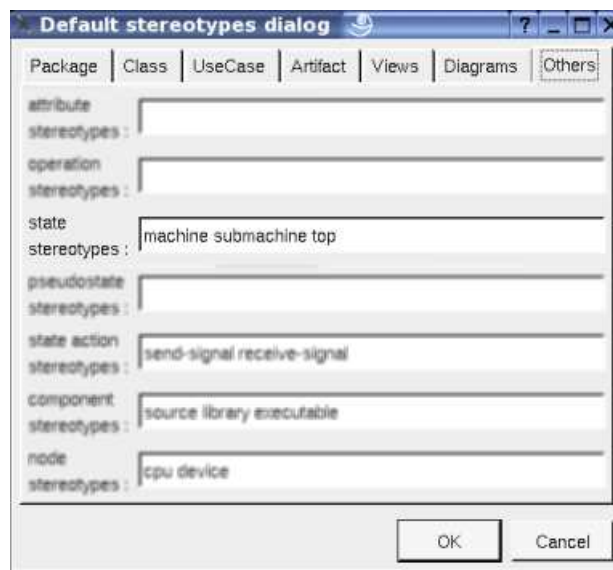 Default stereotypes dialog
Package Class UseCase Artifact Views Diagrams Others
attribute
stereotypes :
operation
stereotypes :
state
stereotypes : machine submachine top
pseudostate
stereotypes :
state action
stereotypes : send-signal receive-signal
component
stereotypes : source library executable
node
stereotypes : cpu device
OK Cancel